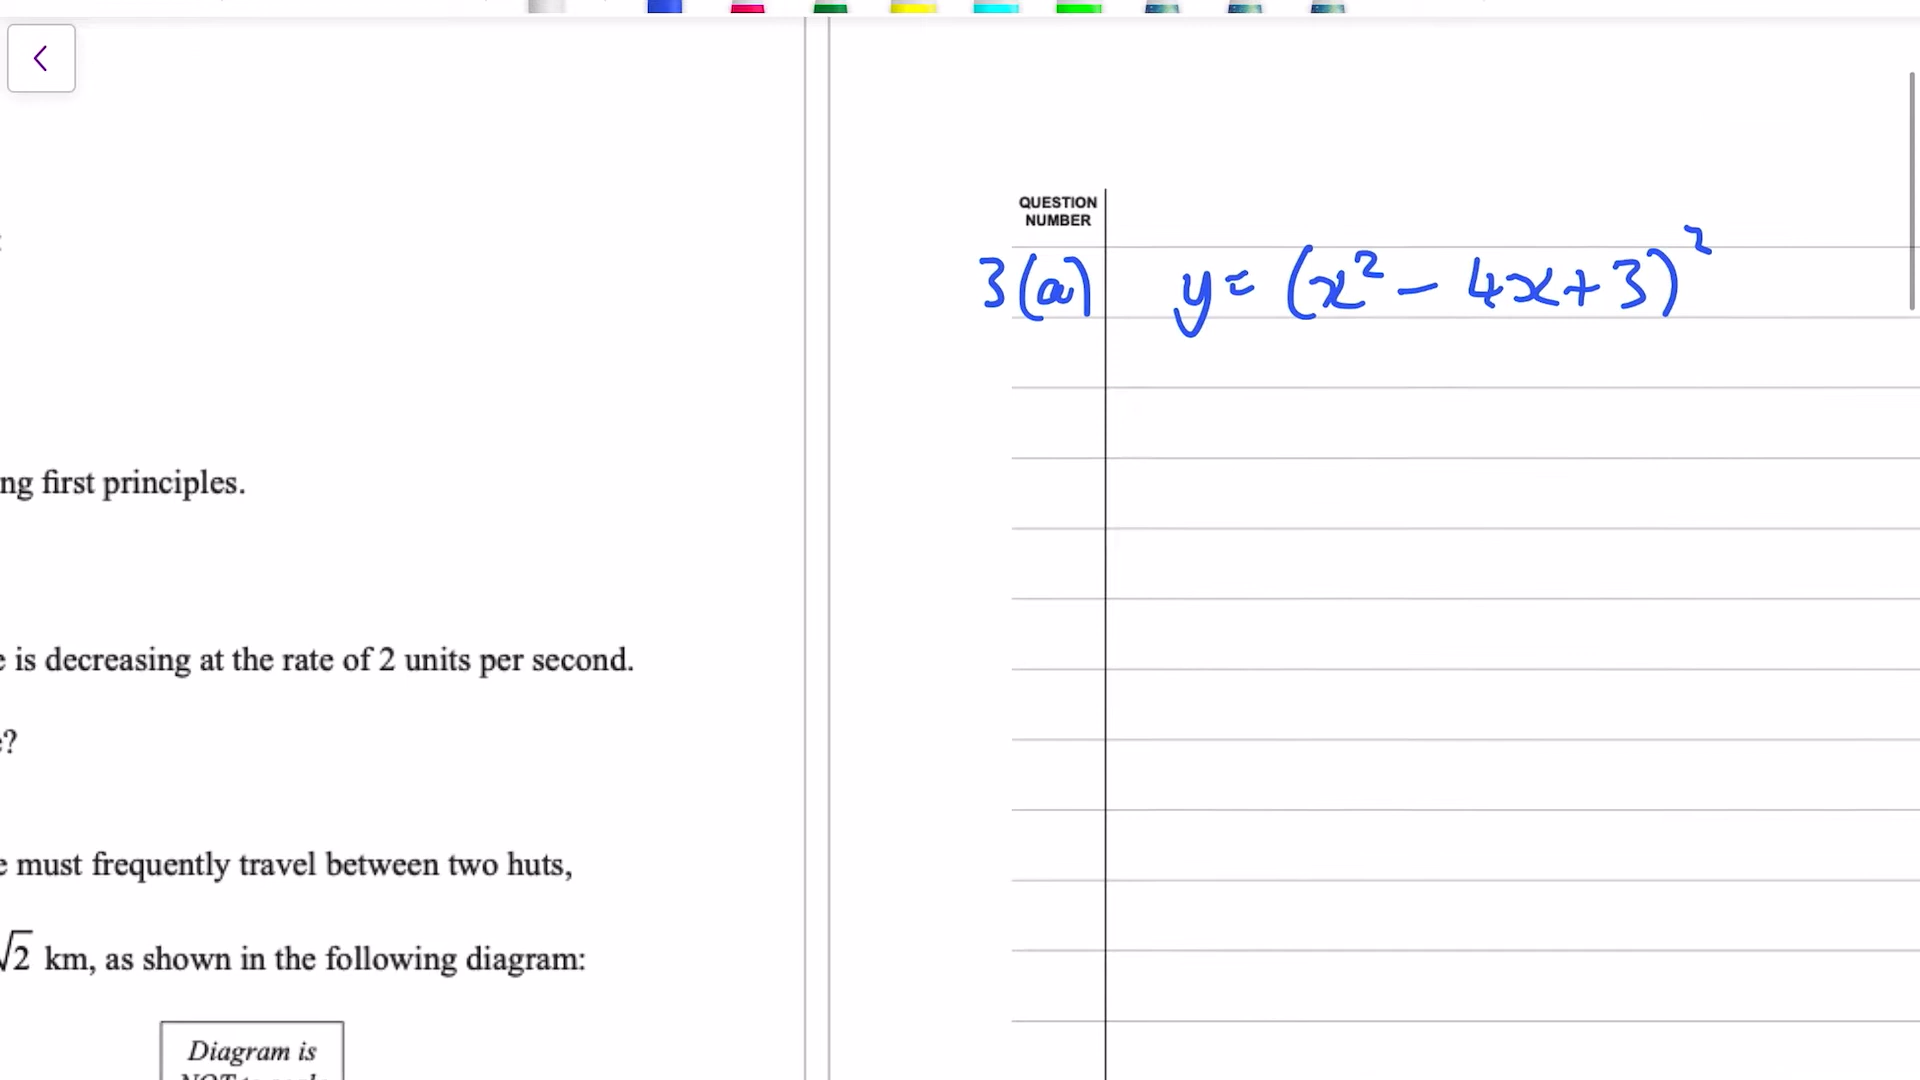 ng first principles.
is decreasing at the rate of 2 units per second.
?
must frequently travel between two huts,
√2 km, as shown in the following diagram:
Diagram is
QUESTION
NUMBER
3(a) y = (x² − 4x + 3)²